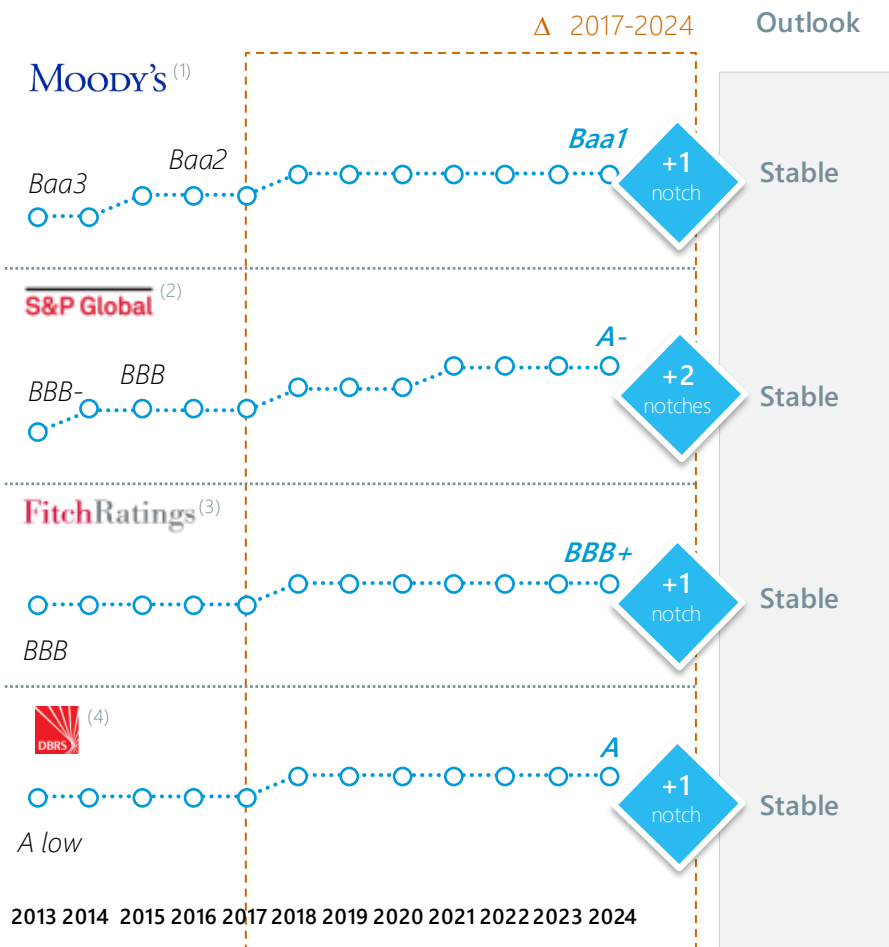 Δ 2017-2024
Outlook
MOODY'S (1)
Baa3
Baa2
Baa1
+1
notch
Stable
S&P Global (2)
BBB-
BBB
A-
+2
notches
Stable
FitchRatings (3)
BBB
BBB+
+1
notch
Stable
DBRS (4)
A low
A
+1
notch
Stable
2013 2014 2015 2016 2017 2018 2019 2020 2021 2022 2023 2024